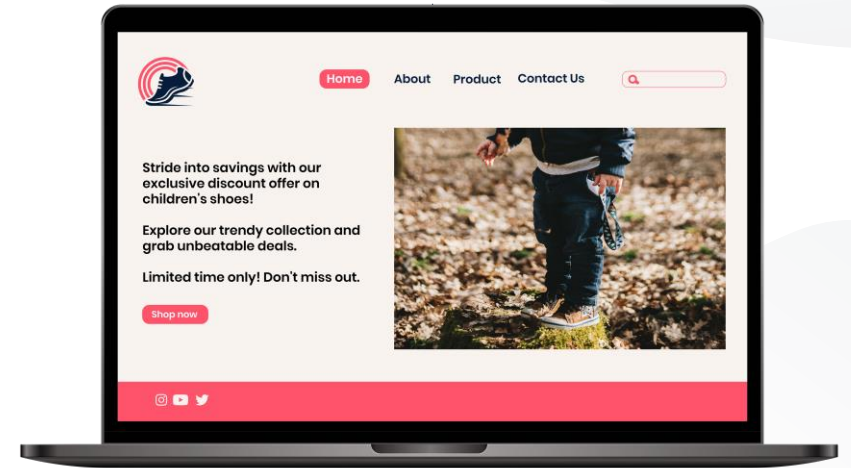 Home
About
Product
Contact Us
Stride into savings with our
exclusive discount offer on
children's shoes!
Explore our trendy collection and
grab unbeatable deals.
Limited time only! Don't miss out.
Shop now